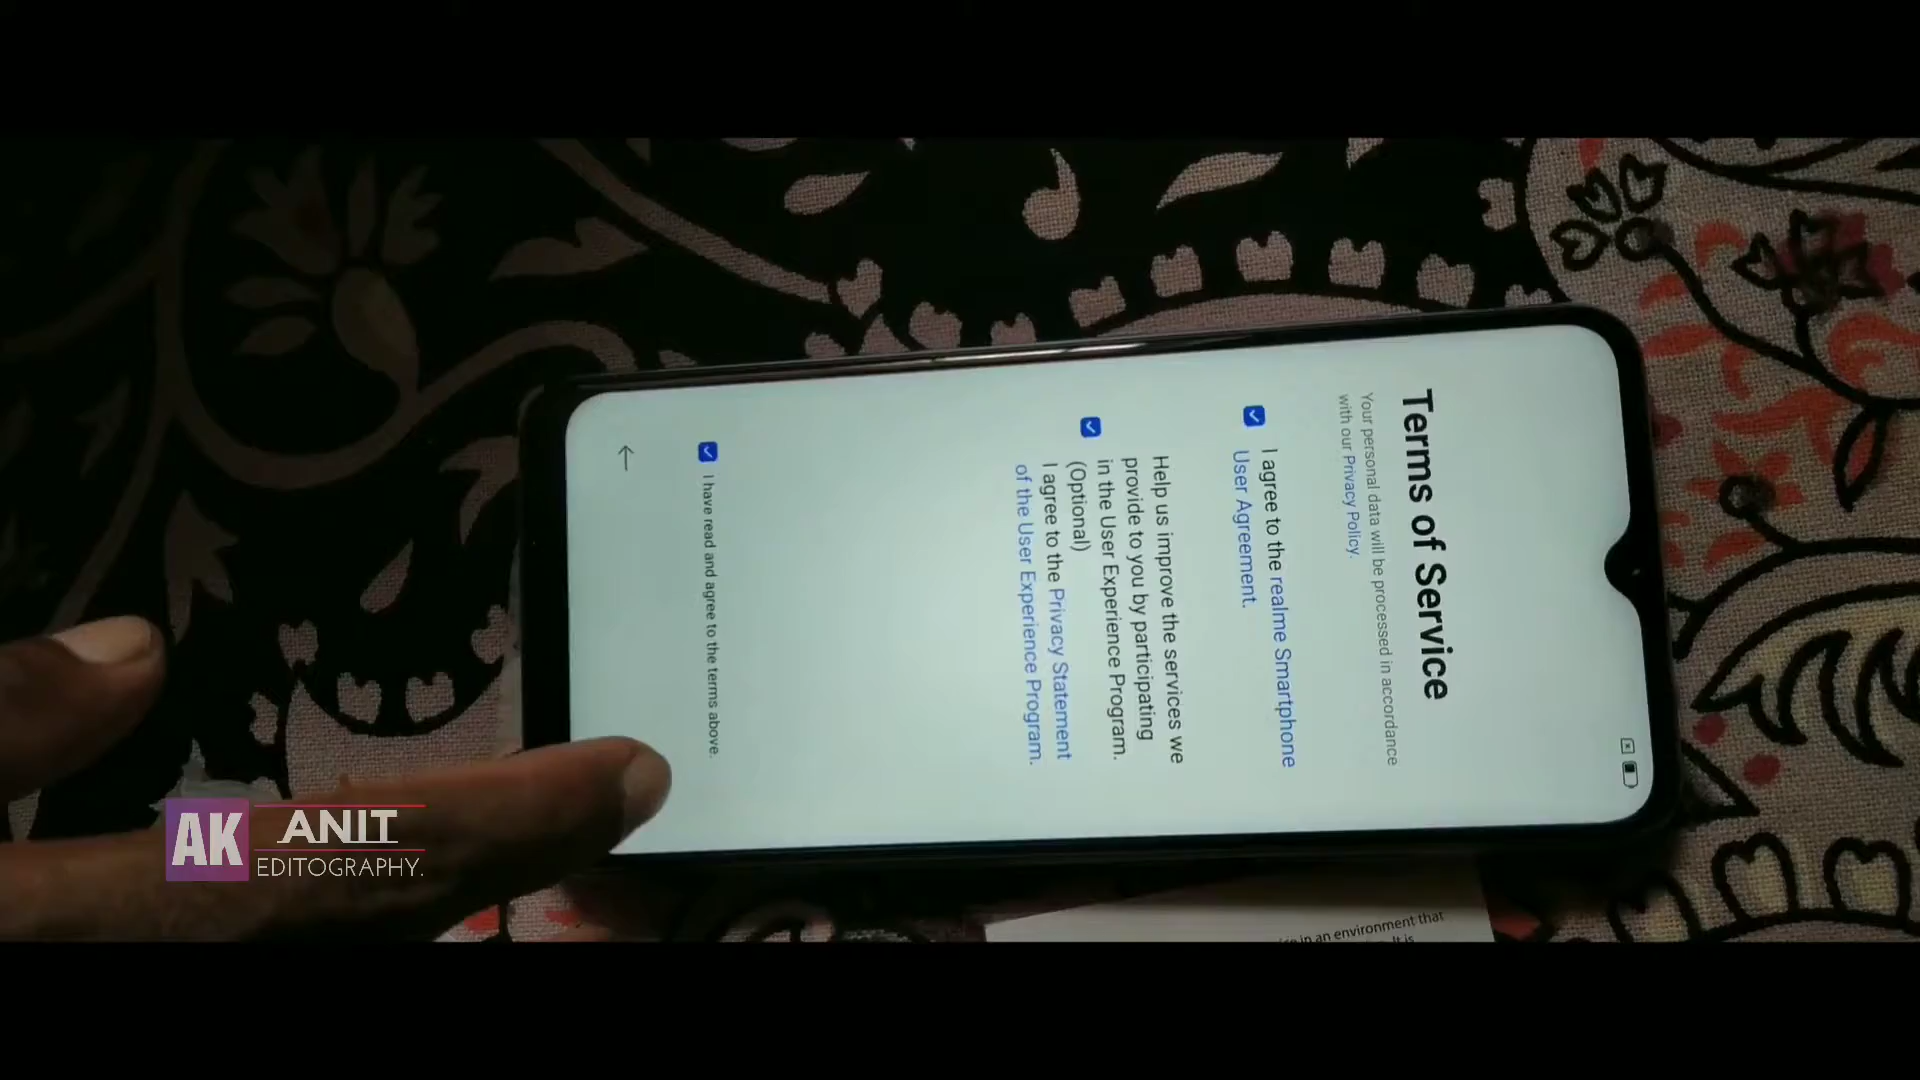 Terms of Service
Your personal data will be processed in accordance
with our Privacy Policy.
I agree to the realme Smartphone
User Agreement.
Help us improve the services we
provide to you by participating
in the User Experience Program.
(Optional)
I agree to the Privacy Statement
of the User Experience Program.
I have read and agree to the terms above.
in an environment that
It is
AK
ANIT
EDITOGRAPHY.